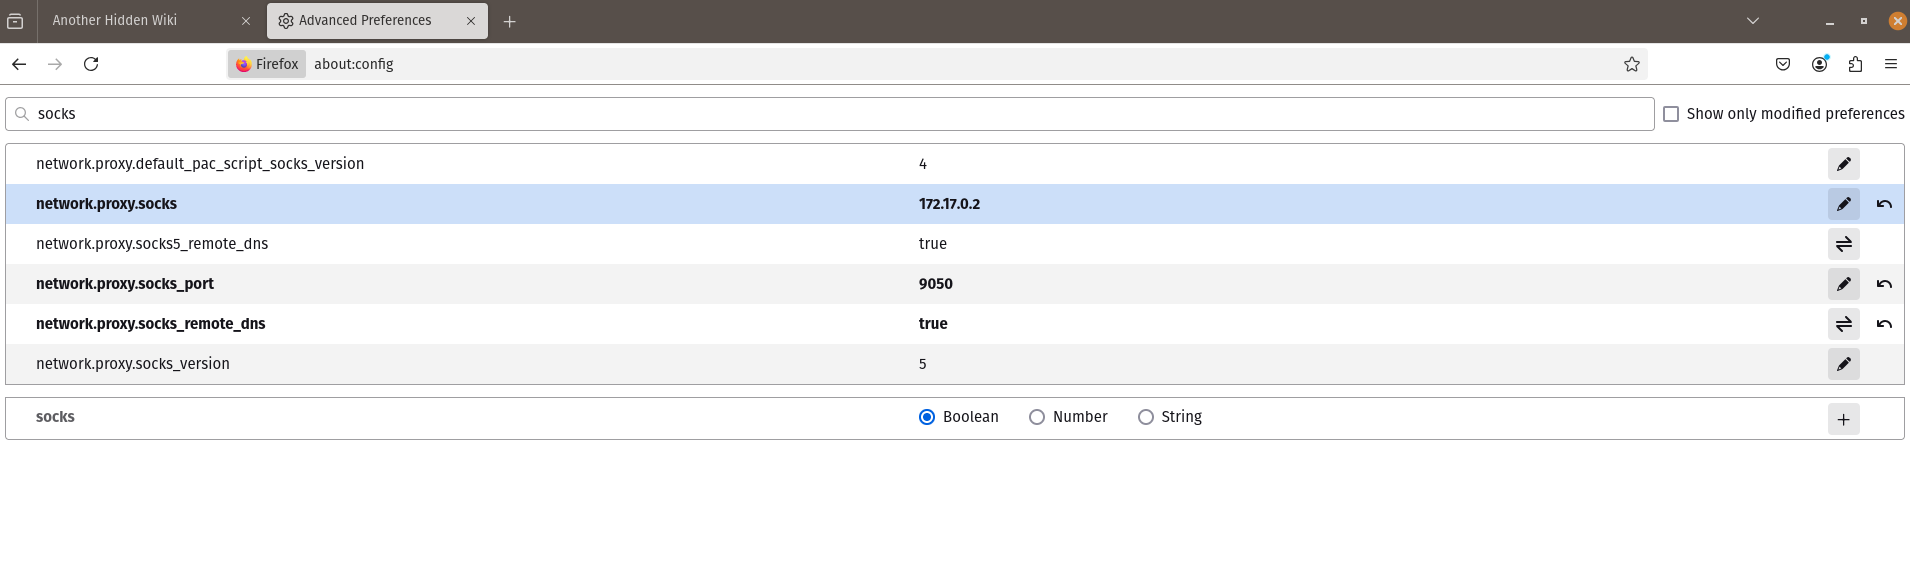 Another Hidden Wiki Advanced Preferences
Firefox about:config
socks Show only modified preferences
network.proxy.default_pac_script_socks_version 4
network.proxy.socks 172.17.0.2
network.proxy.socks5_remote_dns true
network.proxy.socks_port 9050
network.proxy.socks_remote_dns true
network.proxy.socks_version 5
socks Boolean Number String